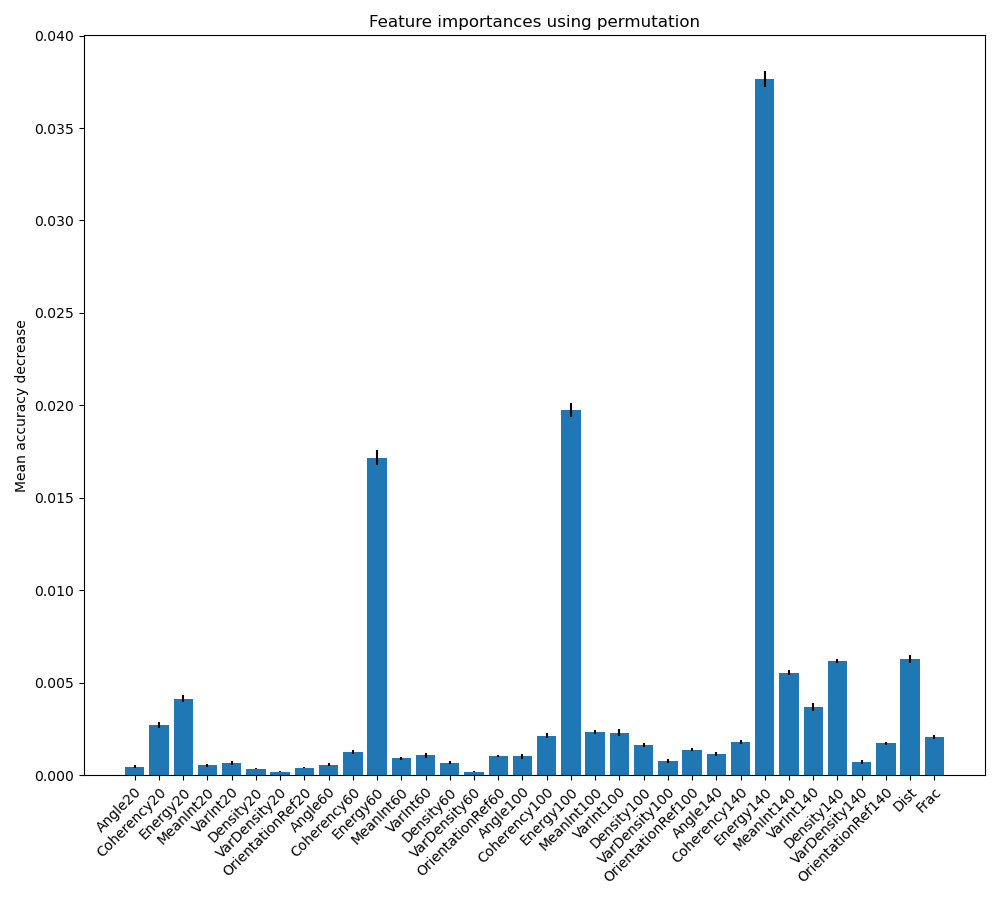 Feature importances using permutation
Mean accuracy decrease
0.040
0.035
0.030
0.025
0.020
0.015
0.010
0.005
0.000
Angle20
Coherency20
Energy20
MeanInt20
VarInt20
Density20
VarDensity20
OrientationRef20
Angle60
Coherency60
Energy60
MeanInt60
VarInt60
Density60
VarDensity60
OrientationRef60
Angle100
Coherency100
Energy100
MeanInt100
VarInt100
Density100
VarDensity100
OrientationRef100
Angle140
Coherency140
Energy140
MeanInt140
VarInt140
Density140
VarDensity140
OrientationRef140
Dist
Frac